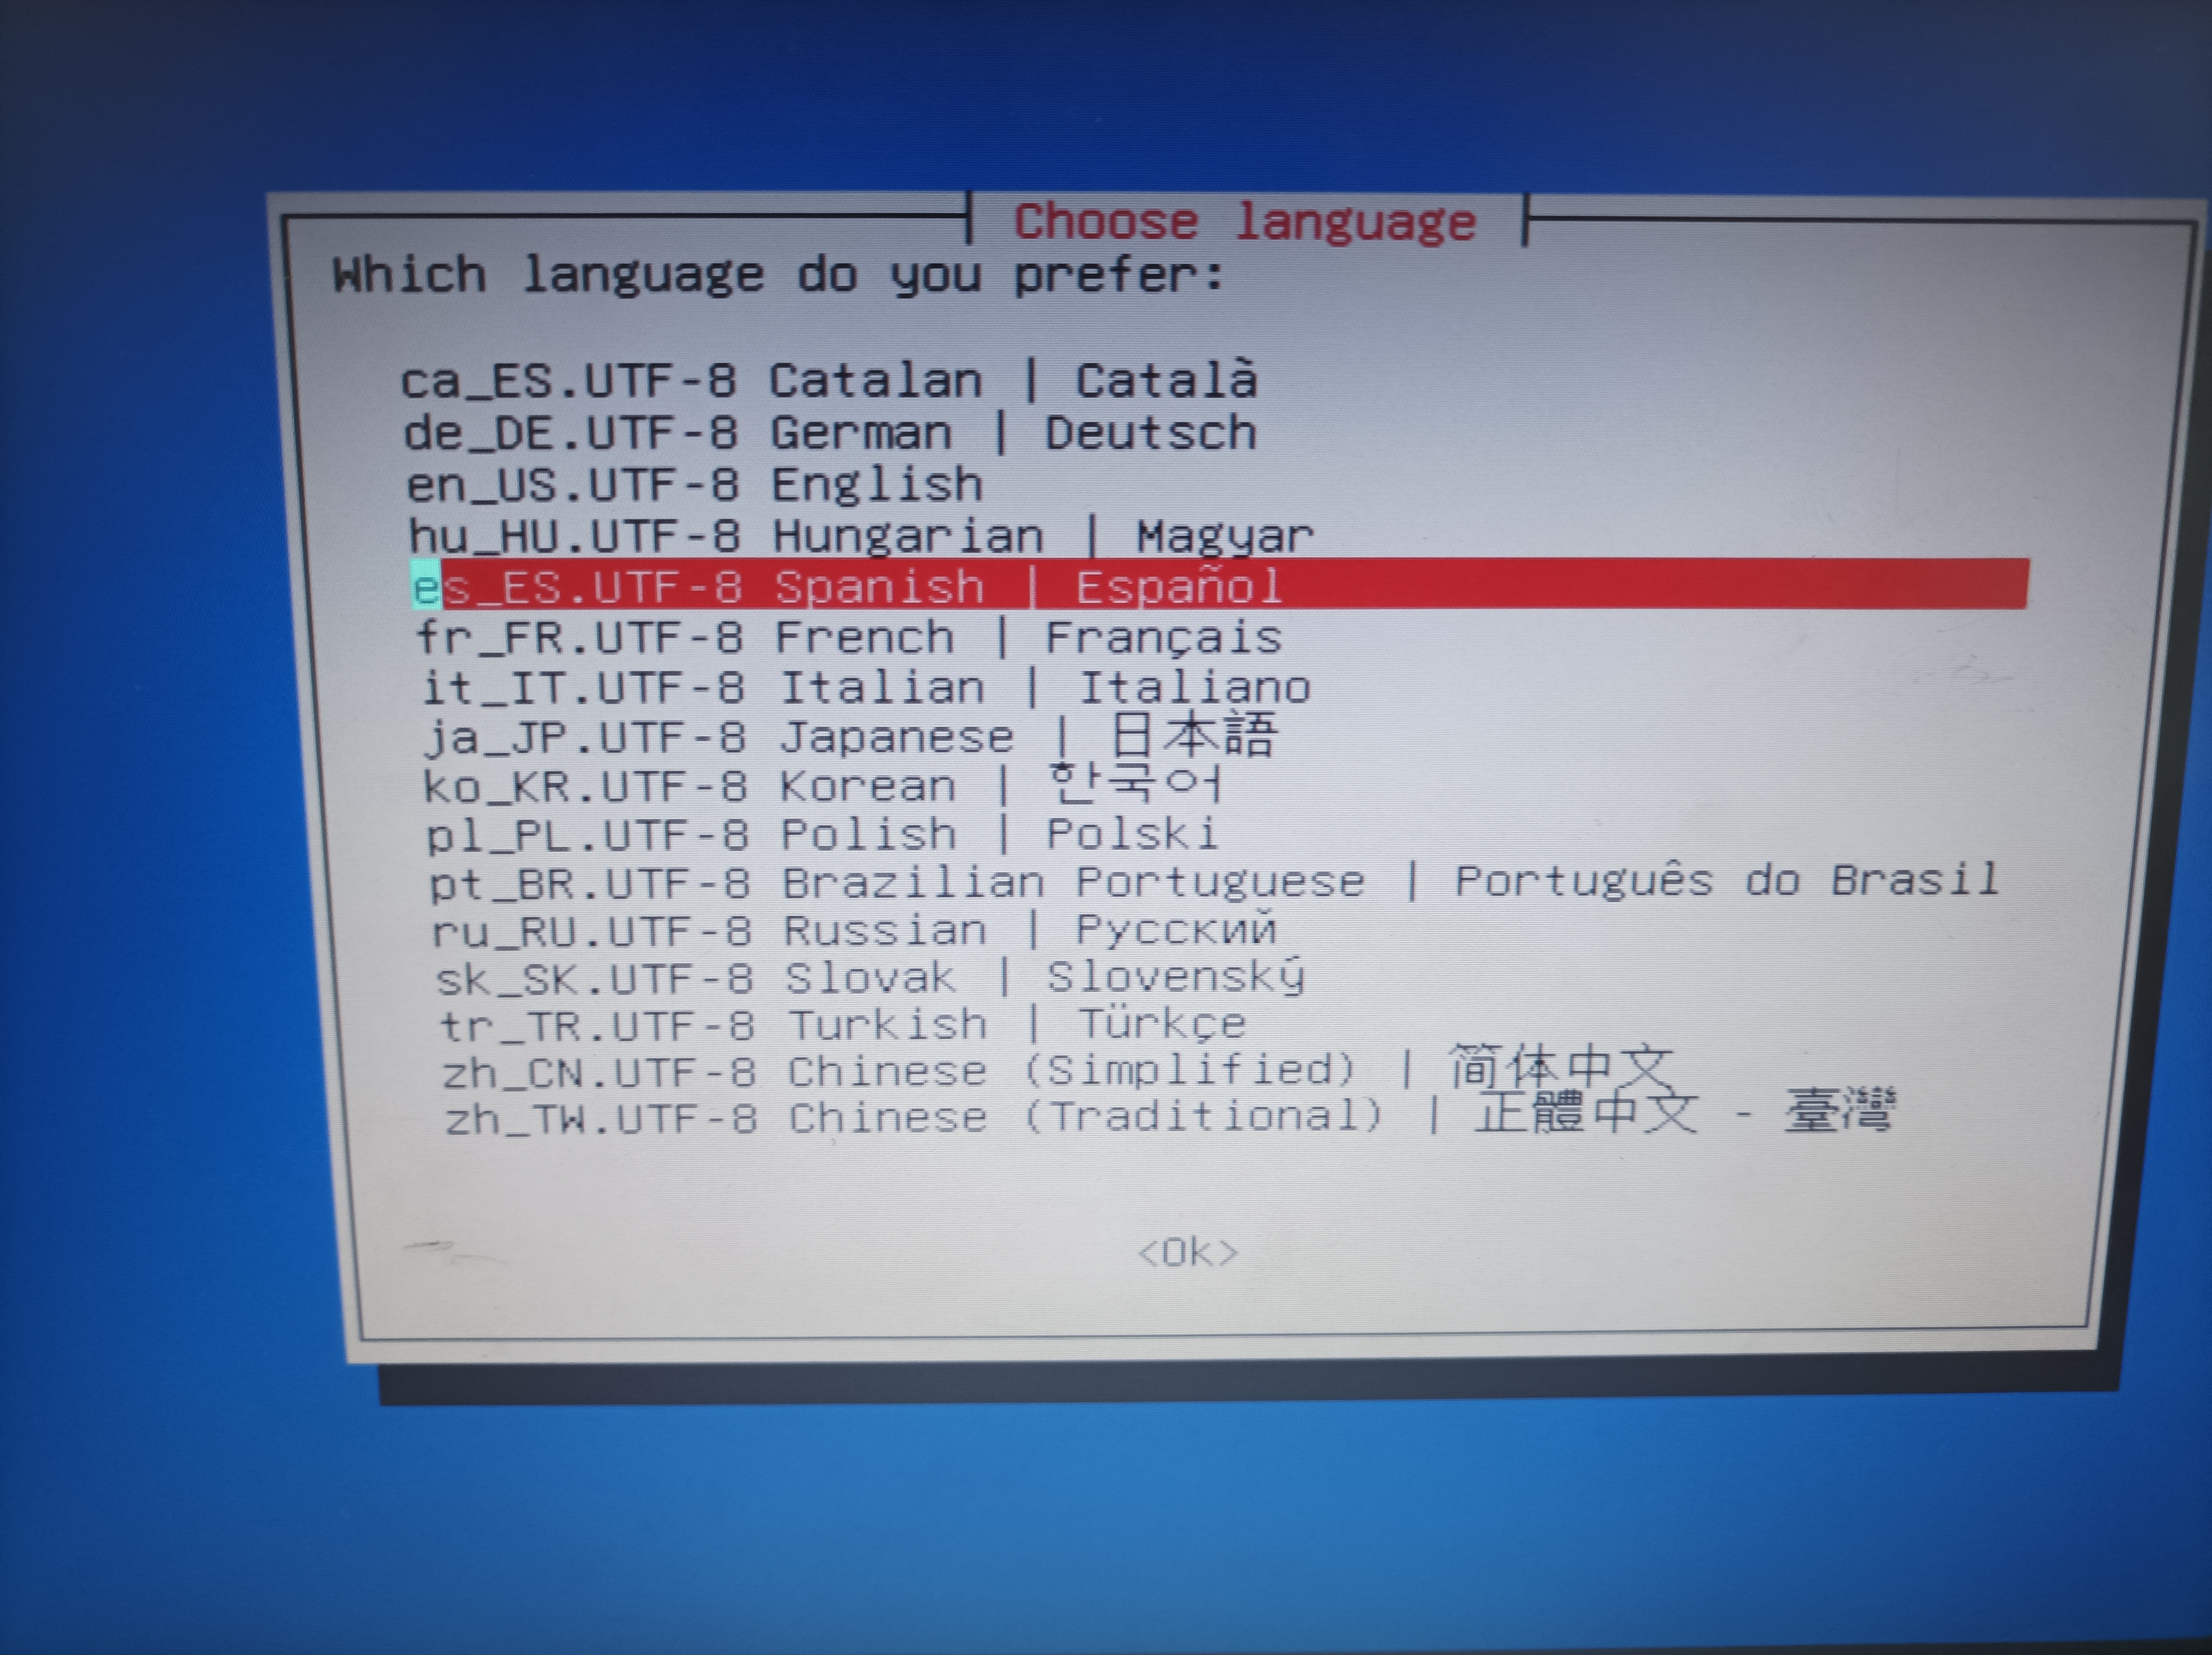 Choose language
Which language do you prefer:
ca_ES.UTF-8 Catalan | Català
de_DE.UTF-8 German | Deutsch
en_US.UTF-8 English
hu_HU.UTF-8 Hungarian | Magyar
es_ES.UTF-8 Spanish | Español
fr_FR.UTF-8 French | Français
it_IT.UTF-8 Italian | Italiano
ja_JP.UTF-8 Japanese | 日本語
ko_KR.UTF-8 Korean | 한국어
pl_PL.UTF-8 Polish | Polski
pt_BR.UTF-8 Brazilian Portuguese | Português do Brasil
ru_RU.UTF-8 Russian | Русский
sk_SK.UTF-8 Slovak | Slovenský
tr_TR.UTF-8 Turkish | Türkçe
zh_CN.UTF-8 Chinese (Simplified) | 简体中文
zh_TW.UTF-8 Chinese (Traditional) | 正體中文 - 臺灣
<Ok>